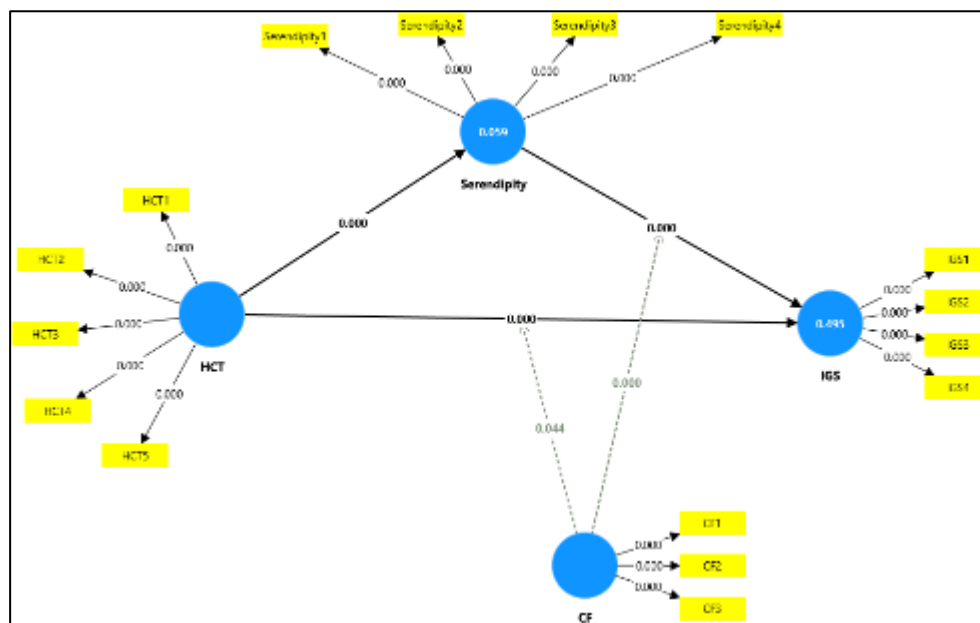 Serendipity1
Serendipity2
Serendipity3
Serendipity4
0.000
0.000
0.000
0.000
0.059
Serendipity
HCT1
0.000
0.000
0.000
HCT2
0.000
HCT3
0.000
HCT4
0.000
HCT5
0.000
HCT
0.000
0.044
0.000
0.495
IGS
IGS1
0.000
IGS2
0.000
IGS3
0.000
IGS4
0.000
CF1
0.000
CF2
0.000
CF3
0.000
CF